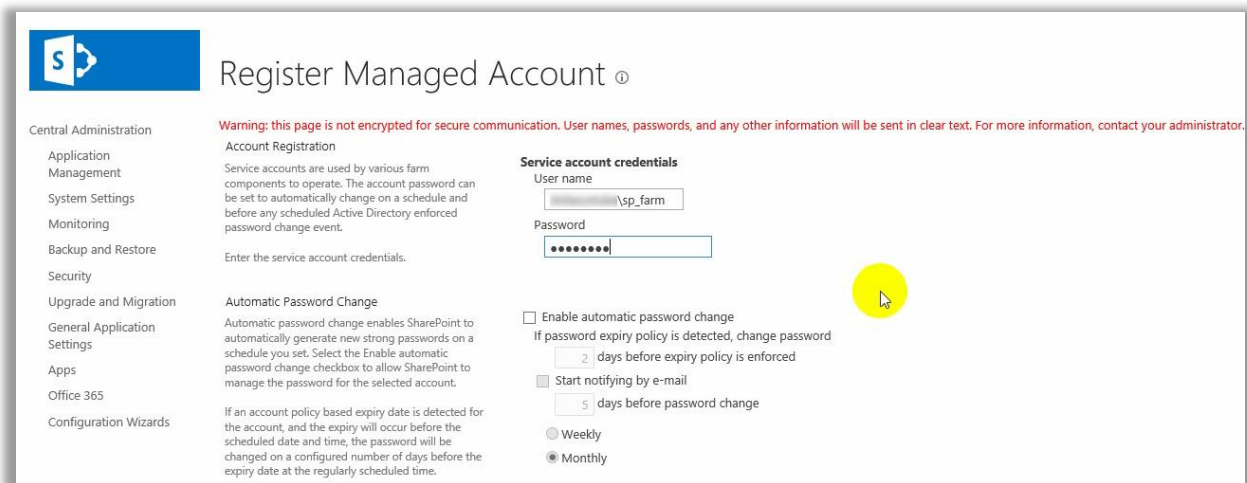 S
Register Managed Account
Central Administration
Application
Management
System Settings
Monitoring
Backup and Restore
Security
Upgrade and Migration
General Application
Settings
Apps
Office 365
Configuration Wizards
Warning: this page is not encrypted for secure communication. User names, passwords, and any other information will be sent in clear text. For more information, contact your administrator.
Account Registration
Service accounts are used by various farm
components to operate. The account password can
be set to automatically change on a schedule and
before any scheduled Active Directory enforced
password change event.
Enter the service account credentials.
Service account credentials
User name
\sp_farm
Password
••••••••
Automatic Password Change
Automatic password change enables SharePoint to
automatically generate new strong passwords on a
schedule you set. Select the Enable automatic
password change checkbox to allow SharePoint to
manage the password for the selected account.
If an account policy based expiry date is detected for
the account, and the expiry will occur before the
scheduled date and time, the password will be
changed on a configured number of days before the
expiry date at the regularly scheduled time.
Enable automatic password change
If password expiry policy is detected, change password
2 days before expiry policy is enforced
Start notifying by e-mail
5 days before password change
Weekly
Monthly